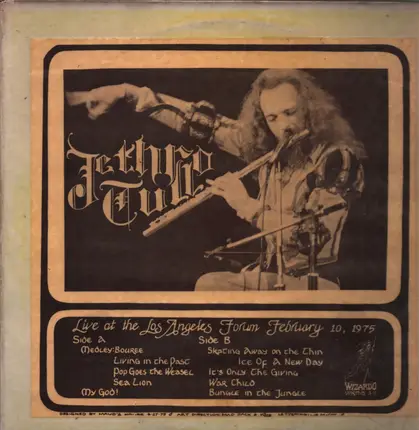 Jethro
Tull
Live at the Los Angeles Forum February 10, 1975
Side A
Medley: Bouree
Living in the Past
Pop Goes the Weasel
Sea Lion
My God!
Side B
Skating Away on the Thin
Ice Of A New Day
It's Only The Giving
War Child
Bungle in the Jungle
Wizardo